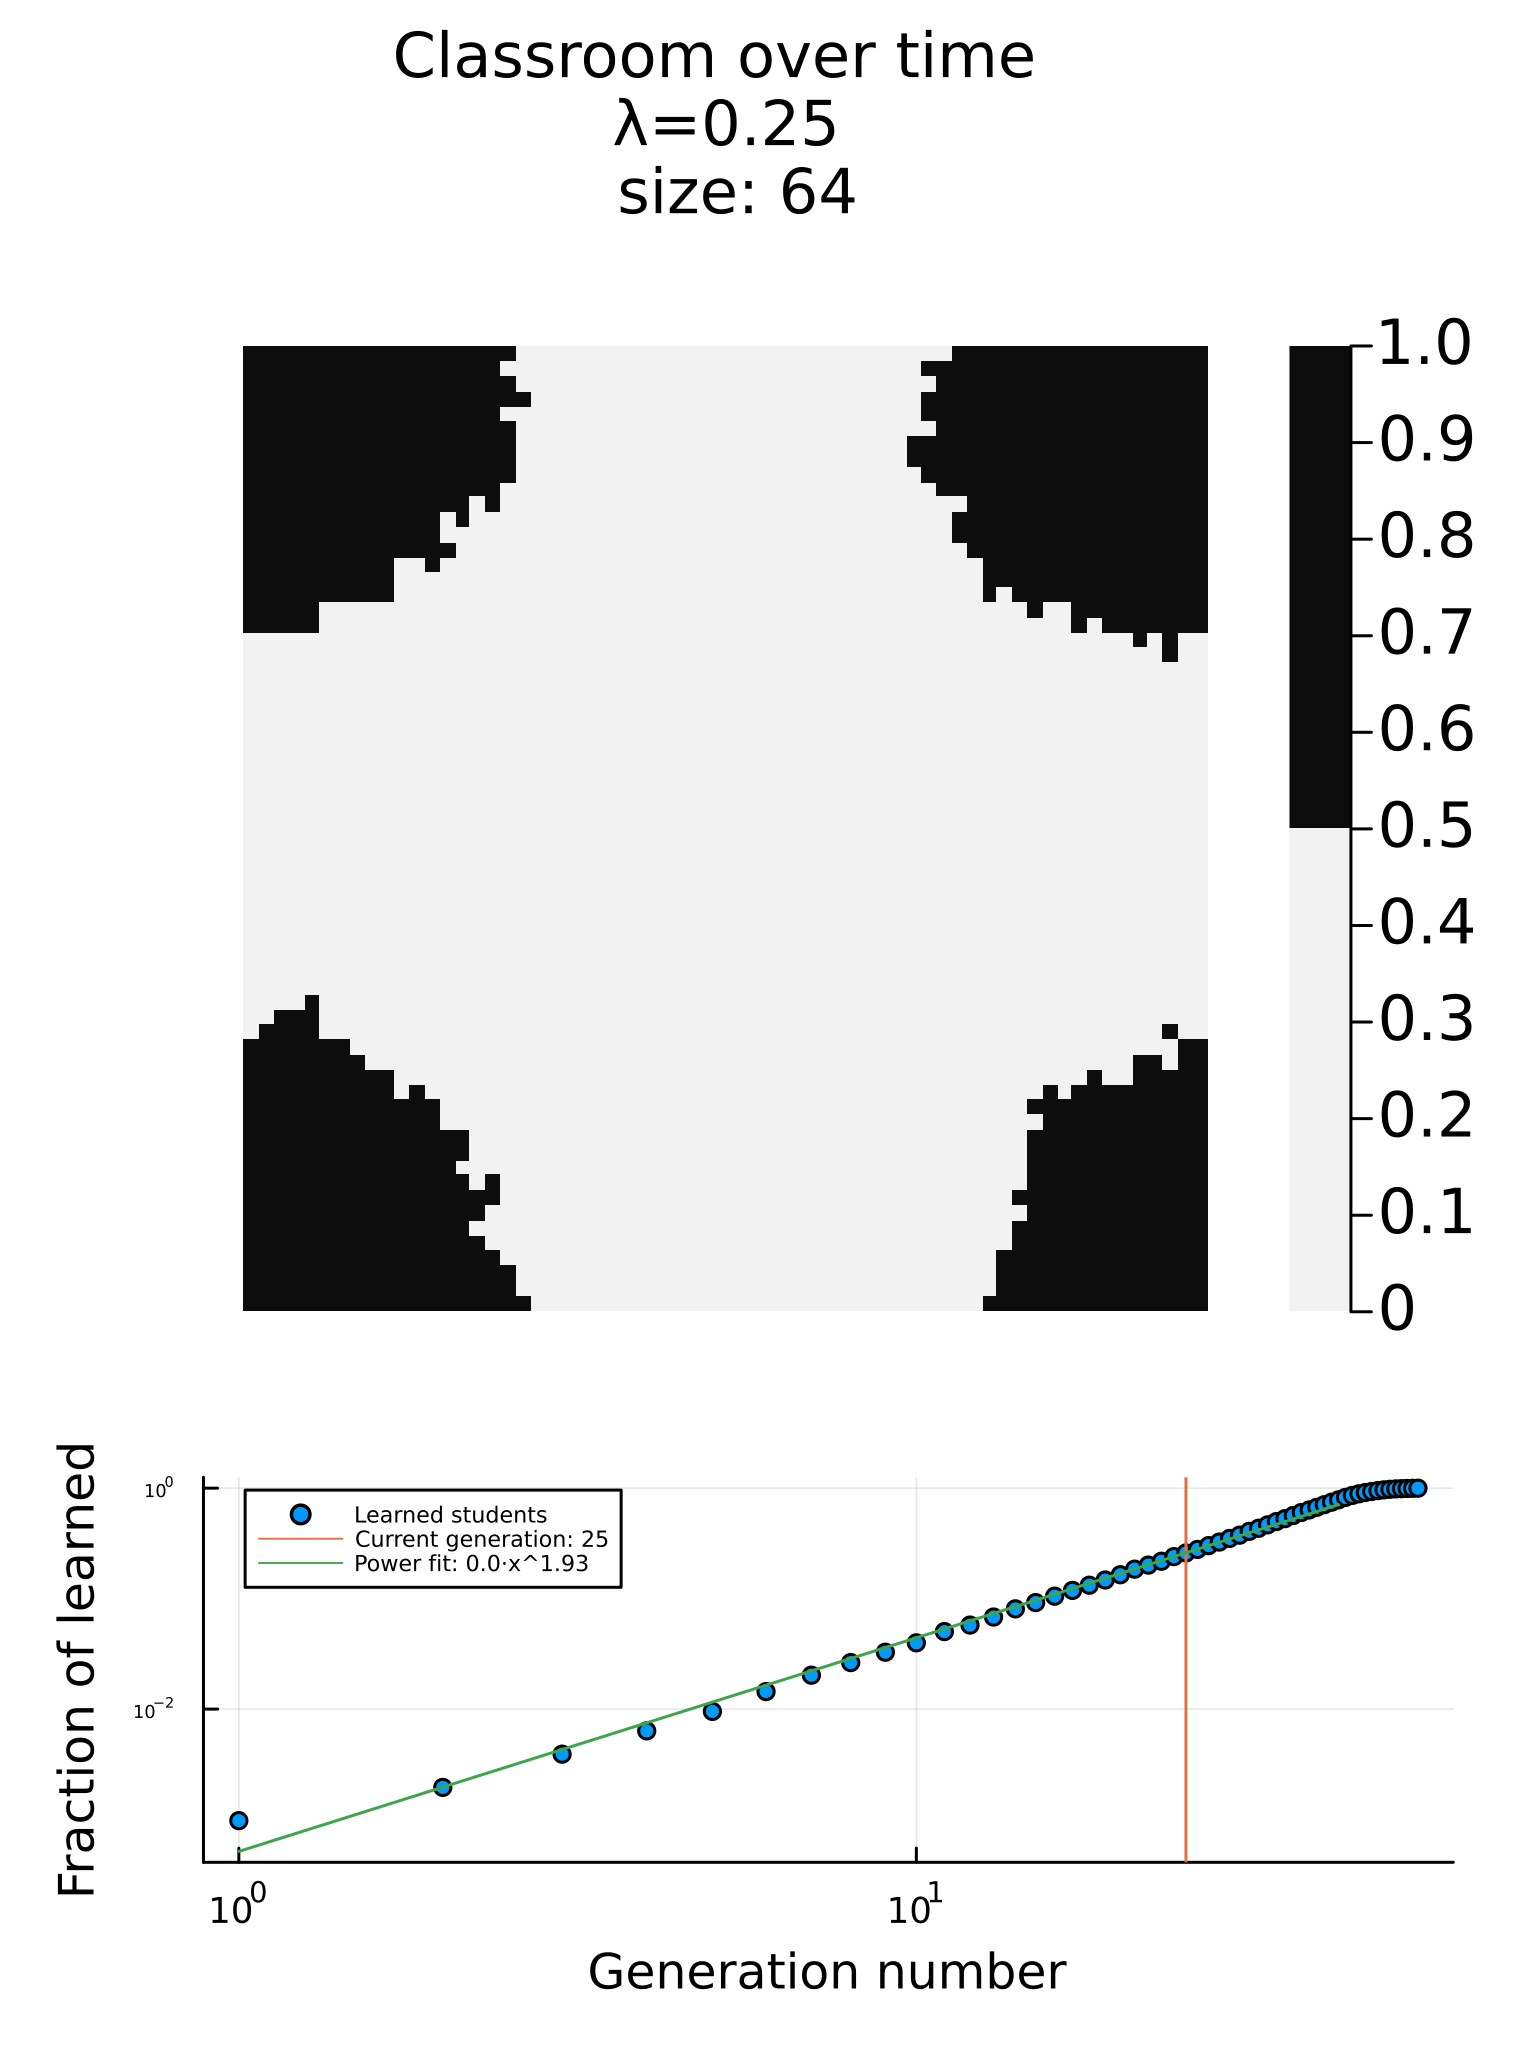 Classroom over time
λ=0.25
size: 64
1.0
0.9
0.8
0.7
0.6
0.5
0.4
0.3
0.2
0.1
0
Fraction of learned
10^0
10^-2
Learned students
Current generation: 25
Power fit: 0.0·x^1.93
10^0
10^1
Generation number